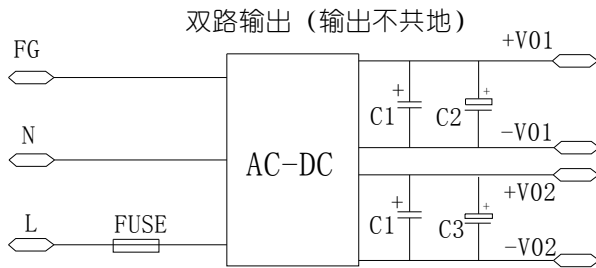 双路输出（输出不共地）
FG
+V01
+
+
C1
C2
N
-V01
AC-DC
+V02
+
+
L
FUSE
C1
C3
-V02